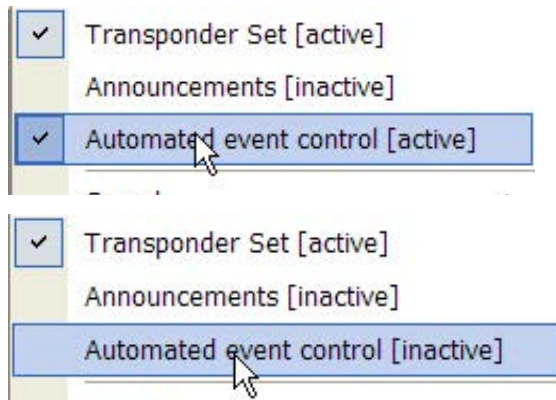 Transponder Set [active]
Announcements [inactive]
Automated event control [active]
Transponder Set [active]
Announcements [inactive]
Automated event control [inactive]